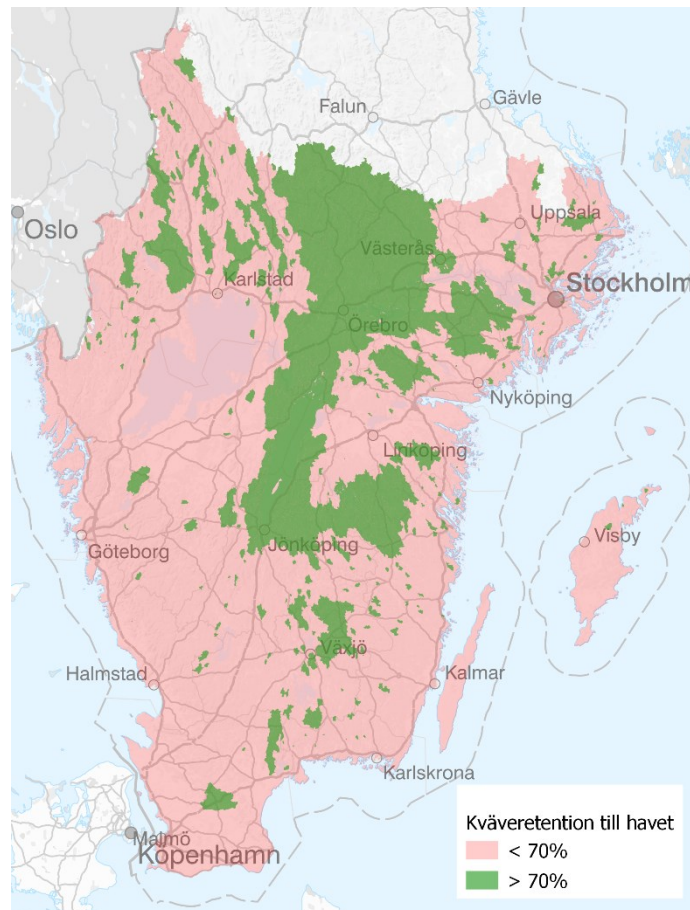 Falun
Gävle
Oslo
Uppsala
Västerås
Karlstad
Stockholm
Örebro
Nyköping
Linköping
Visby
Göteborg
Jönköping
Växjö
Halmstad
Kalmar
Karlskrona
Malmö
Köpenhamn
Kväveretention till havet
< 70%
> 70%